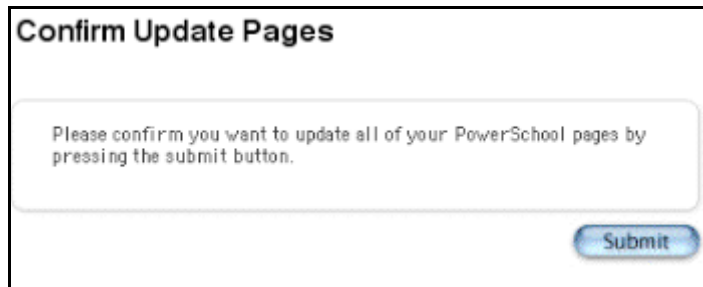 Confirm Update Pages
Please confirm you want to update all of your PowerSchool pages by
pressing the submit button.
Submit